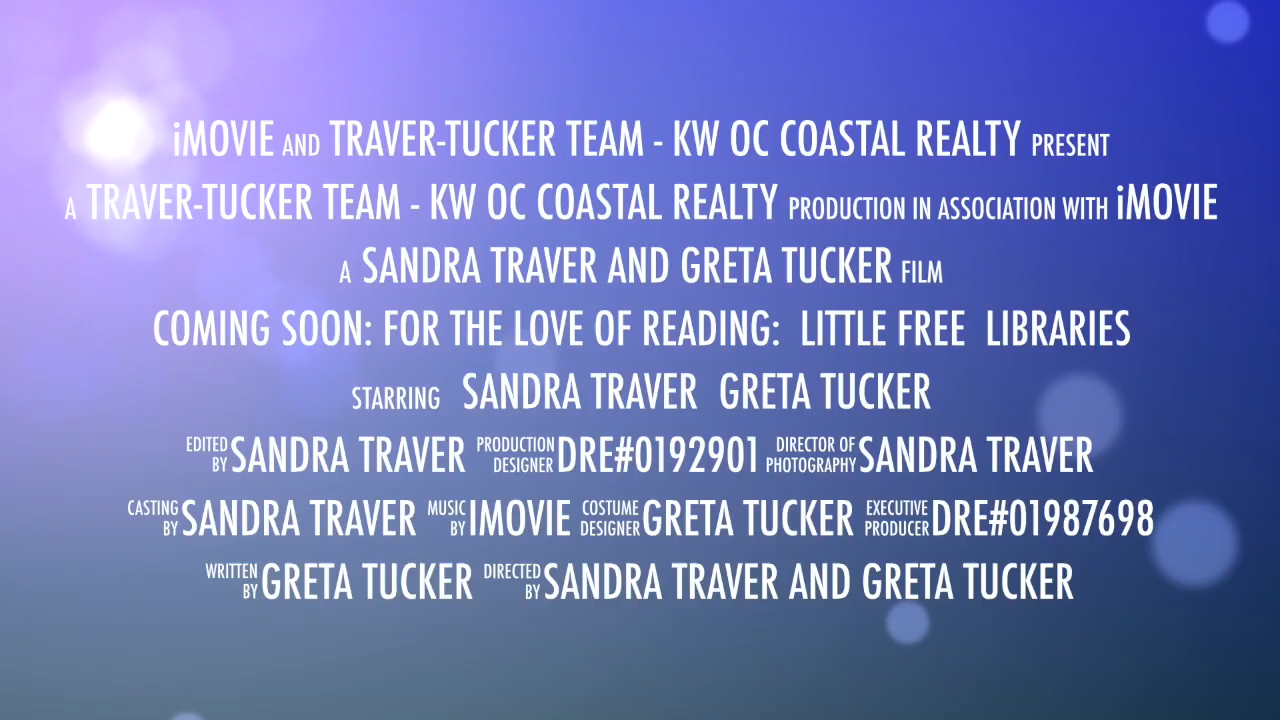 iMOVIE AND TRAVER-TUCKER TEAM - KW OC COASTAL REALTY PRESENT
A TRAVER-TUCKER TEAM - KW OC COASTAL REALTY PRODUCTION IN ASSOCIATION WITH iMOVIE
A SANDRA TRAVER AND GRETA TUCKER FILM
COMING SOON: FOR THE LOVE OF READING: LITTLE FREE LIBRARIES
STARRING SANDRA TRAVER GRETA TUCKER
EDITED BY SANDRA TRAVER PRODUCTION DESIGNER DRE#0192901 DIRECTOR OF PHOTOGRAPHY SANDRA TRAVER
CASTING BY SANDRA TRAVER MUSIC BY IMOVIE COSTUME DESIGNER GRETA TUCKER EXECUTIVE PRODUCER DRE#01987698
WRITTEN BY GRETA TUCKER DIRECTED BY SANDRA TRAVER AND GRETA TUCKER